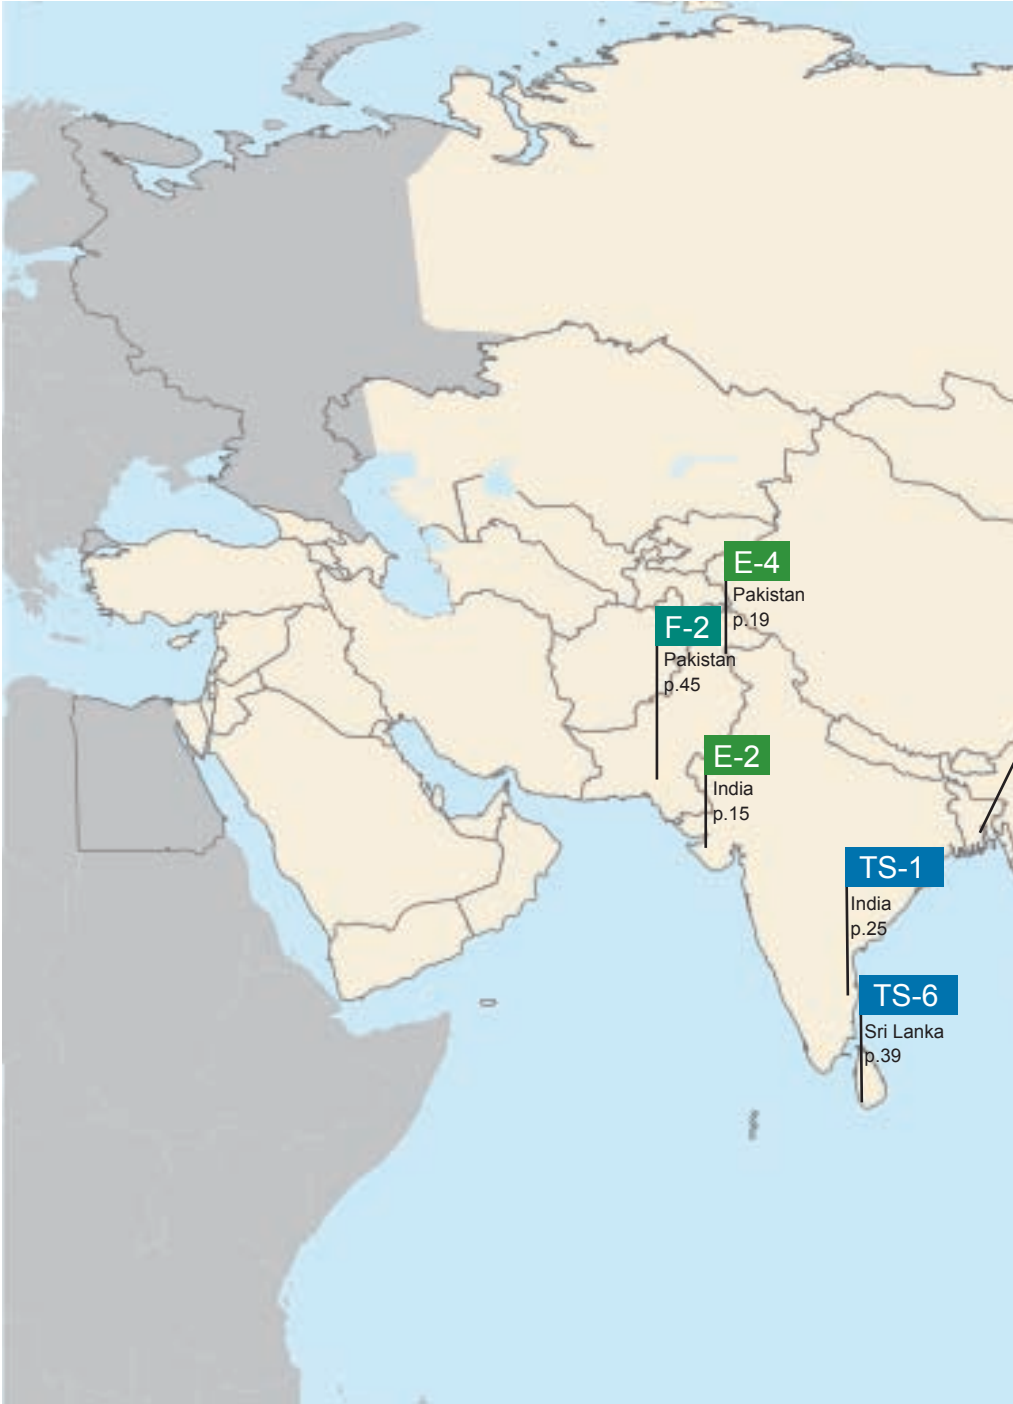 E-4
Pakistan
p.19
F-2
Pakistan
p.45
E-2
India
p.15
TS-1
India
p.25
TS-6
Sri Lanka
p.39